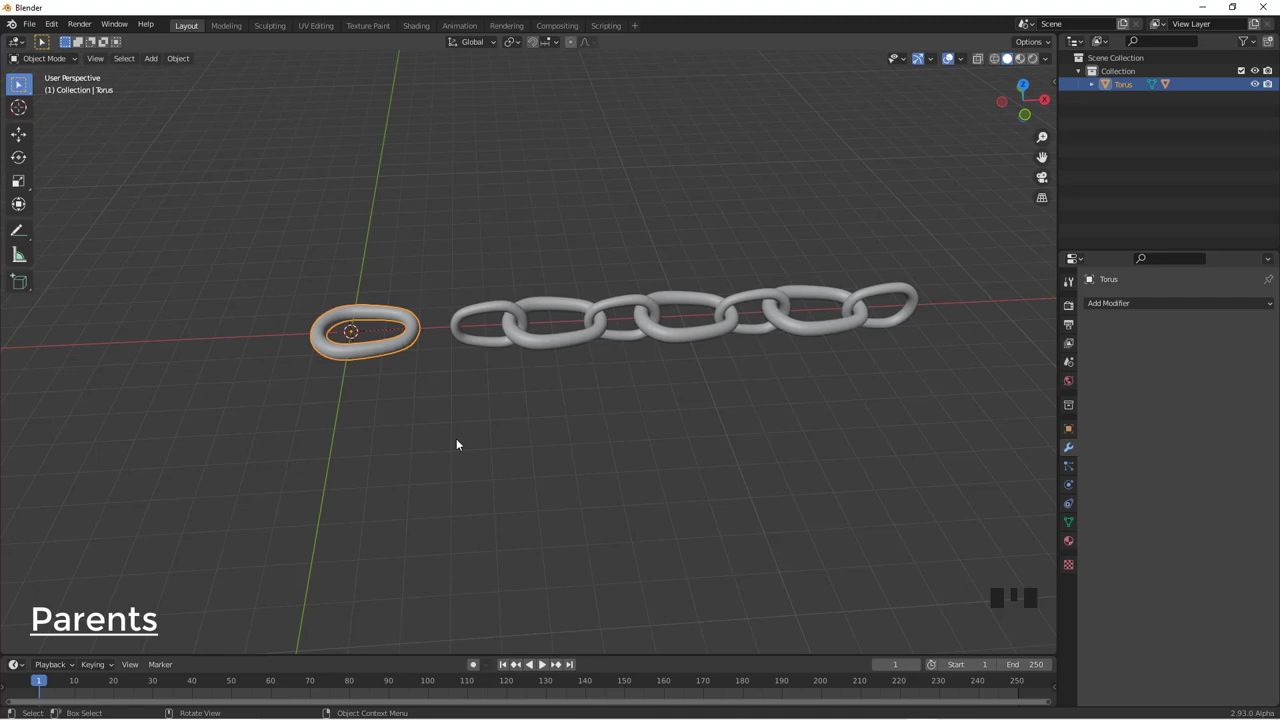 Blender
File Edit Render Window Help Layout Modeling Sculpting UV Editing Texture Paint Shading Animation Rendering Compositing Scripting + Scene View Layer
Global Options
Object Mode View Select Add Object
User Perspective
(1) Collection | Torus
Scene Collection
Collection
Torus
X
Z
Torus
Add Modifier
Parents
Playback Keying View Marker 1 Start 1 End 250
1 10 20 30 40 50 60 70 80 90 100 110 120 130 140 150 160 170 180 190 200 210 220 230 240 250
Select Box Select Rotate View Object Context Menu 2.93.0 Alpha